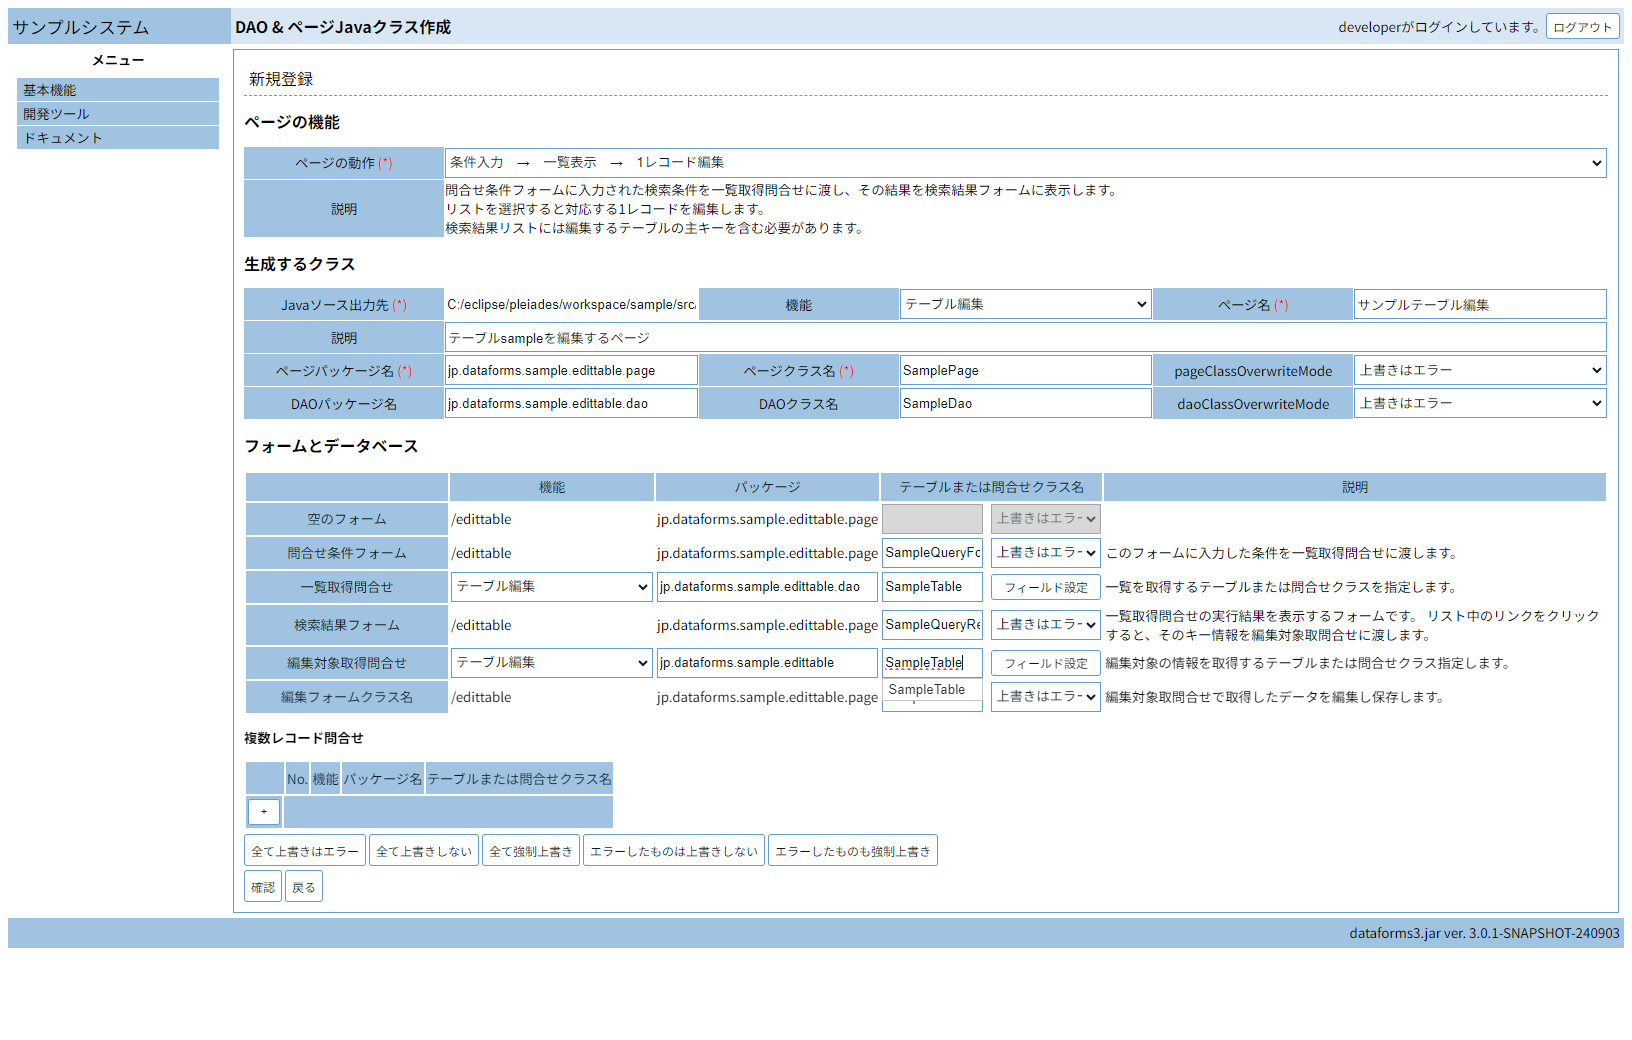 サンプルシステム
DAO & ページJavaクラス作成
developerがログインしています。 ログアウト
メニュー
基本機能
開発ツール
ドキュメント
新規登録
ページの機能
ページの動作 (*) 条件入力 → 一覧表示 → 1レコード編集
説明
問合せ条件フォームに入力された検索条件を一覧取得問合せに渡し、その結果を検索結果フォームに表示します。
リストを選択すると対応する1レコードを編集します。
検索結果リストには編集するテーブルの主キーを含む必要があります。
生成するクラス
Javaソース出力先 (*) C:/eclipse/pleiades/workspace/sample/src/ 機能 テーブル編集 ページ名 (*) サンプルテーブル編集
説明 テーブルsampleを編集するページ
ページパッケージ名 (*) jp.dataforms.sample.edittable.page ページクラス名 (*) SamplePage pageClassOverwriteMode 上書きはエラー
DAOパッケージ名 jp.dataforms.sample.edittable.dao DAOクラス名 SampleDao daoClassOverwriteMode 上書きはエラー
フォームとデータベース
機能 パッケージ テーブルまたは問合せクラス名 説明
空のフォーム /edittable jp.dataforms.sample.edittable.page 上書きはエラー
問合せ条件フォーム /edittable jp.dataforms.sample.edittable.page SampleQueryFo 上書きはエラー このフォームに入力した条件を一覧取得問合せに渡します。
一覧取得問合せ テーブル編集 jp.dataforms.sample.edittable.dao SampleTable フィールド設定 一覧を取得するテーブルまたは問合せクラスを指定します。
検索結果フォーム /edittable jp.dataforms.sample.edittable.page SampleQueryRe 上書きはエラー 一覧取得問合せの実行結果を表示するフォームです。 リスト中のリンクをクリック
すると、そのキー情報を編集対象取問合せに渡します。
編集対象取得問合せ テーブル編集 jp.dataforms.sample.edittable SampleTable フィールド設定 編集対象の情報を取得するテーブルまたは問合せクラス指定します。
SampleTable
編集フォームクラス名 /edittable jp.dataforms.sample.edittable.page 上書きはエラー 編集対象取問合せで取得したデータを編集し保存します。
複数レコード問合せ
No. 機能 パッケージ名 テーブルまたは問合せクラス名
+
全て上書きはエラー 全て上書きしない 全て強制上書き エラーしたものは上書きしない エラーしたものも強制上書き
確認 戻る
dataforms3.jar ver. 3.0.1-SNAPSHOT-240903